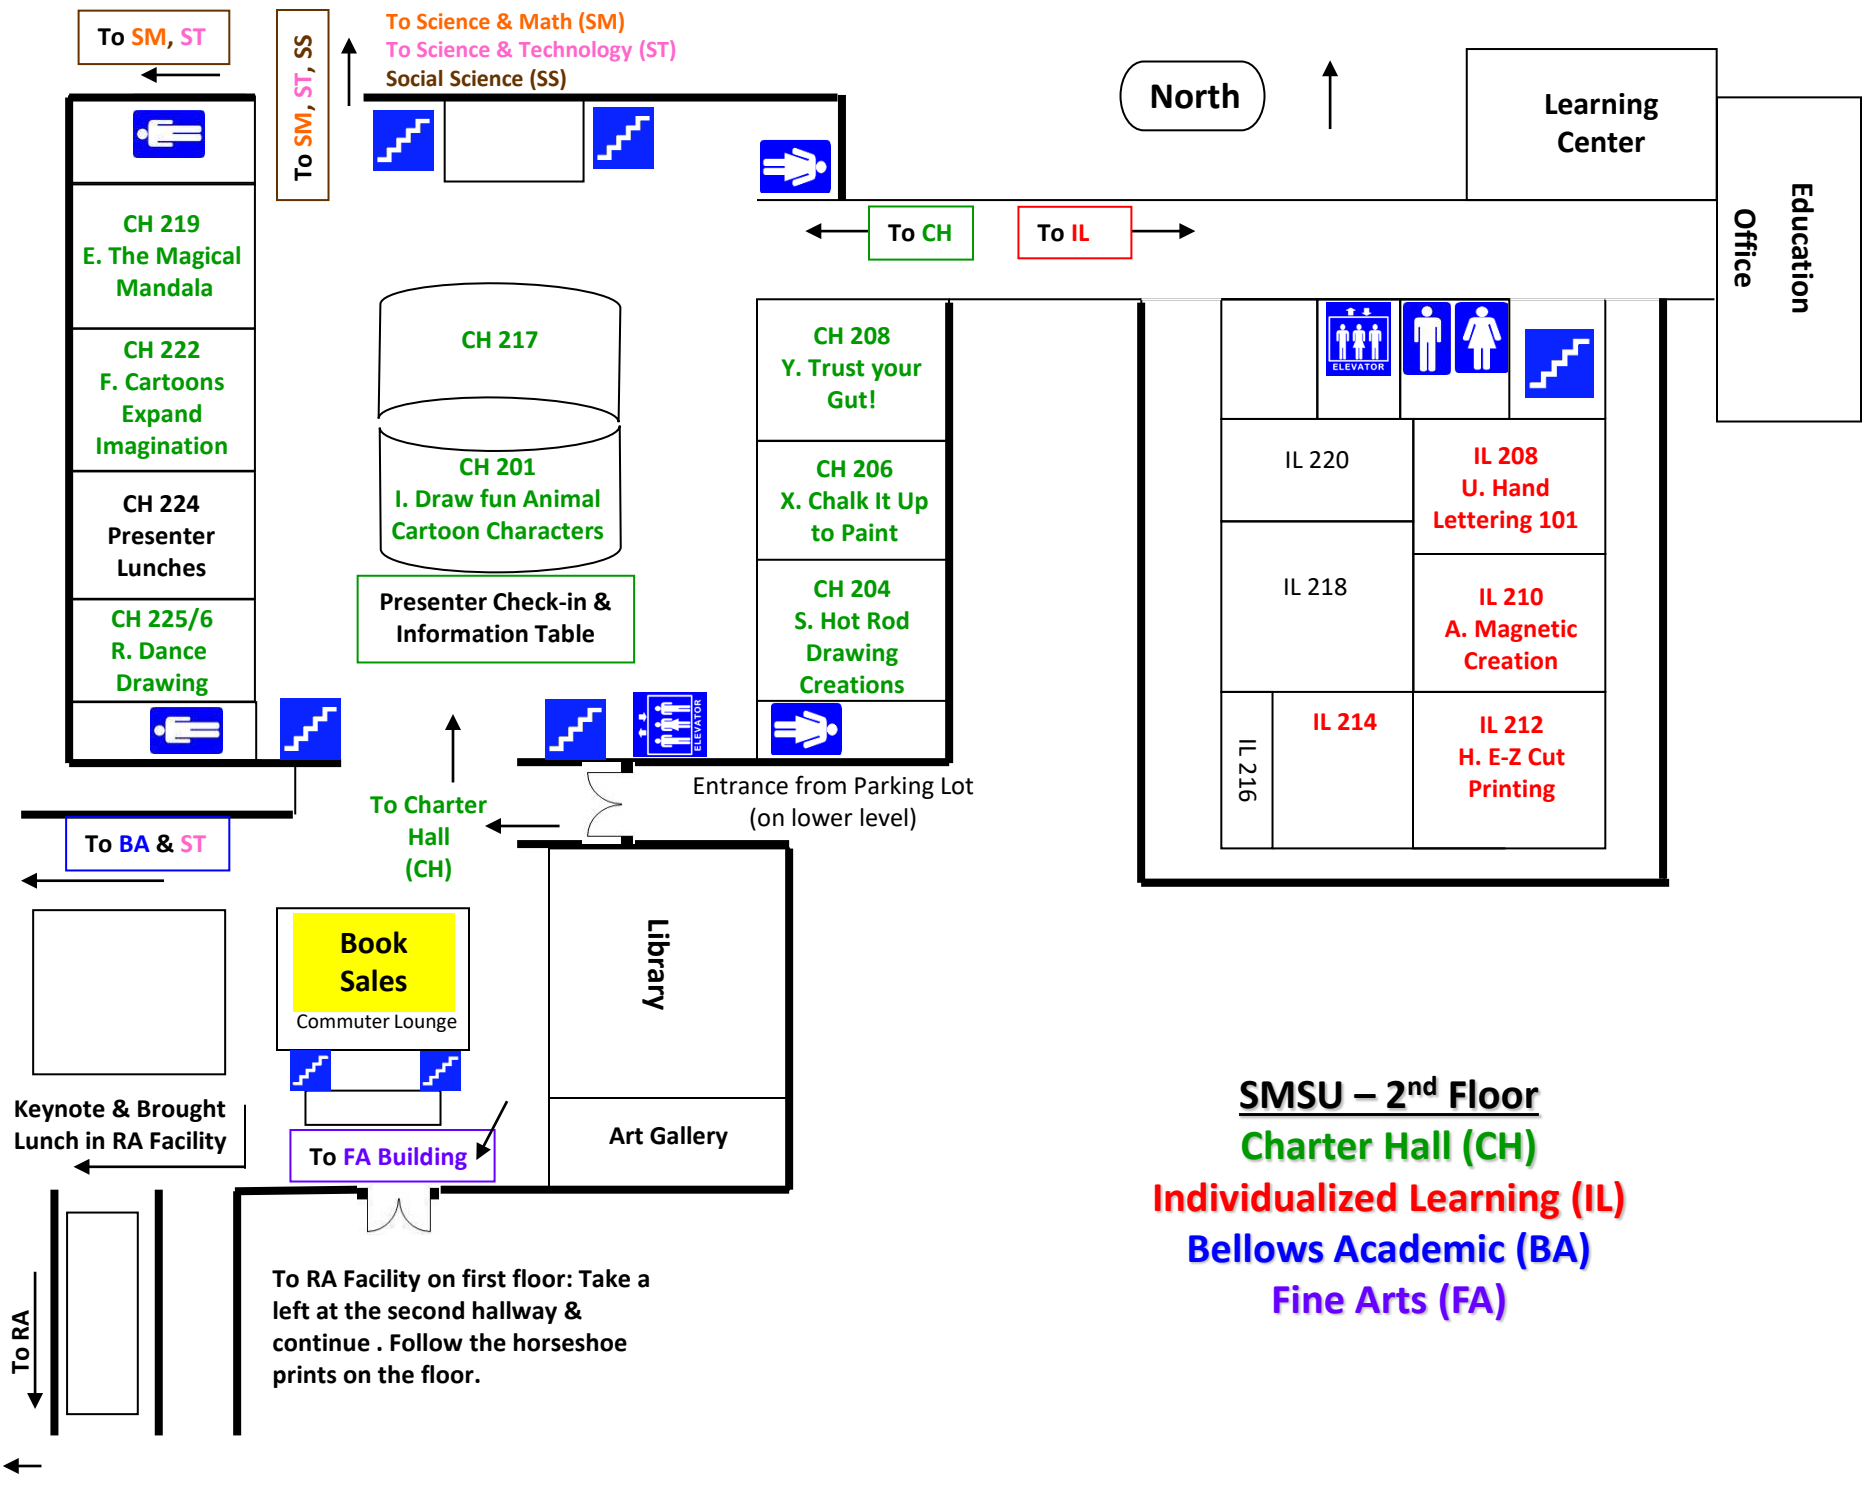 To SM, ST
To SM, ST, SS
To Science & Math (SM)
To Science & Technology (ST)
Social Science (SS)
North
Learning
Center
Education
Office
CH 219
E. The Magical
Mandala
CH 222
F. Cartoons
Expand
Imagination
CH 224
Presenter
Lunches
CH 225/6
R. Dance
Drawing
CH 217
CH 201
I. Draw fun Animal
Cartoon Characters
Presenter Check-in &
Information Table
To CH
To IL
CH 208
Y. Trust your
Gut!
CH 206
X. Chalk It Up
to Paint
CH 204
S. Hot Rod
Drawing
Creations
ELEVATOR
ELEVATOR
IL 220
IL 208
U. Hand
Lettering 101
IL 218
IL 210
A. Magnetic
Creation
IL 216
IL 214
IL 212
H. E-Z Cut
Printing
Entrance from Parking Lot
(on lower level)
To Charter
Hall
(CH)
To BA & ST
Book
Sales
Commuter Lounge
Library
Art Gallery
Keynote & Brought
Lunch in RA Facility
To FA Building
To RA
To RA Facility on first floor: Take a
left at the second hallway &
continue . Follow the horseshoe
prints on the floor.
SMSU – 2nd Floor
Charter Hall (CH)
Individualized Learning (IL)
Bellows Academic (BA)
Fine Arts (FA)